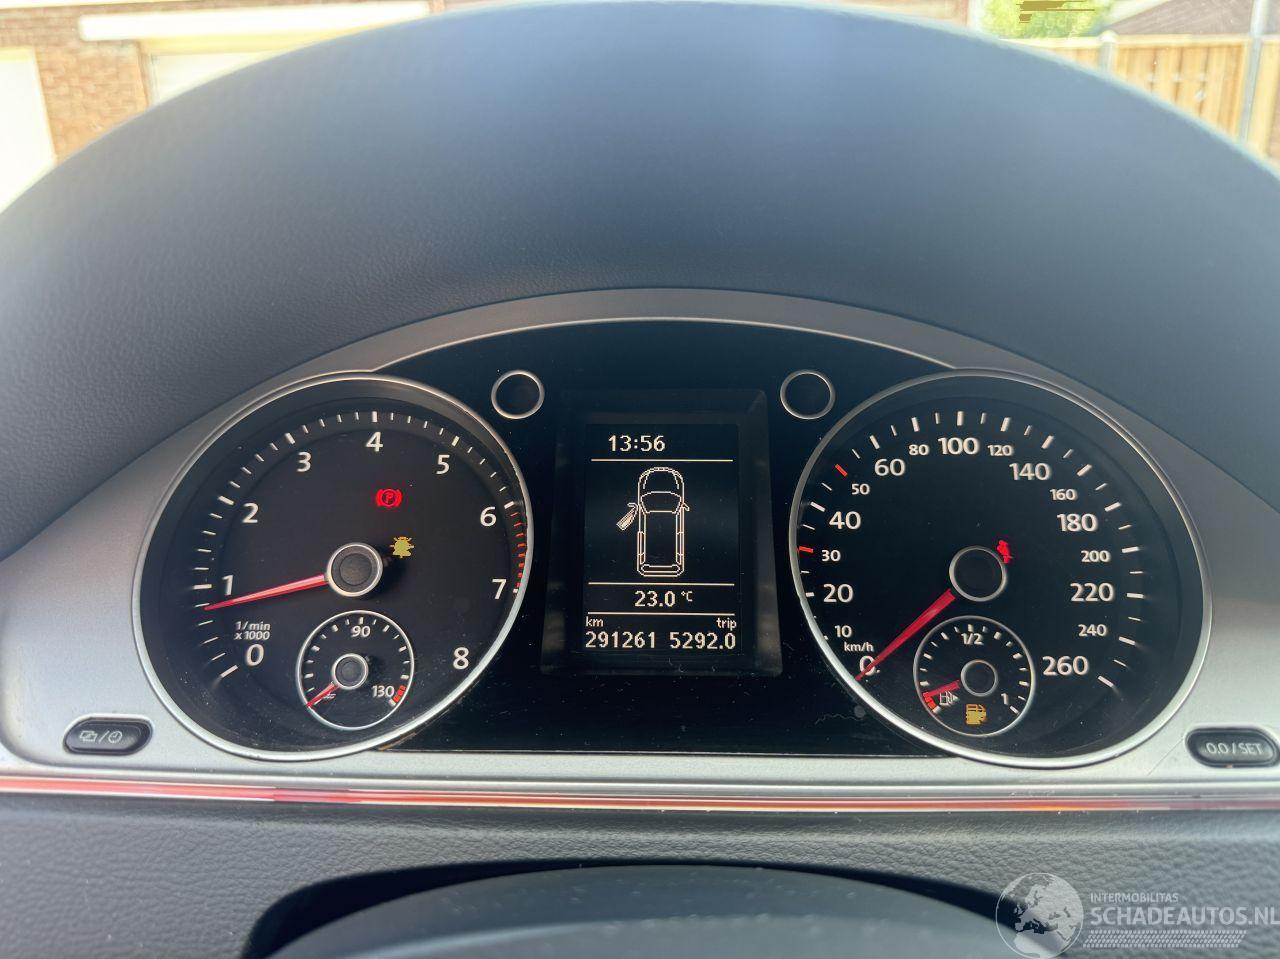 13:56
23.0 °C
km trip
291261 5292.0
0 1 2 3 4 5 6 7 8
1/min
x 1000
90
130
0 10 20 30 40 50 60 80 100 120 140 160 180 200 220 240 260
km/h
1/2
1
P
0.0 / SET
INTERMOBILITAS
SCHADEAUTOS.NL